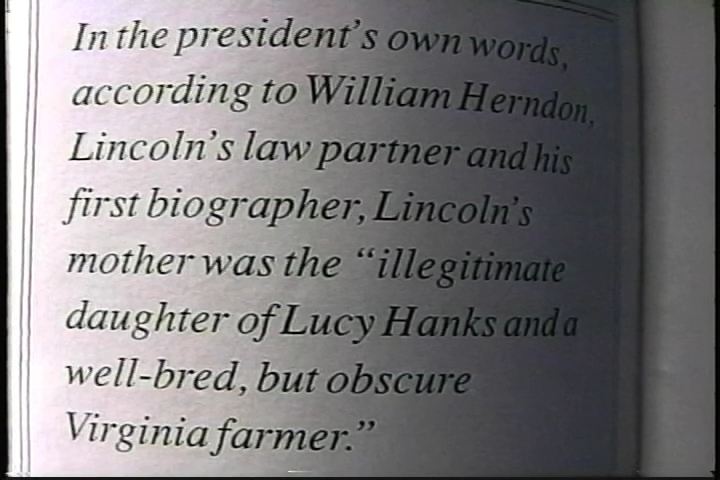 In the president's own words,
according to William Herndon,
Lincoln's law partner and his
first biographer, Lincoln's
mother was the “illegitimate
daughter of Lucy Hanks and a
well-bred, but obscure
Virginia farmer.”